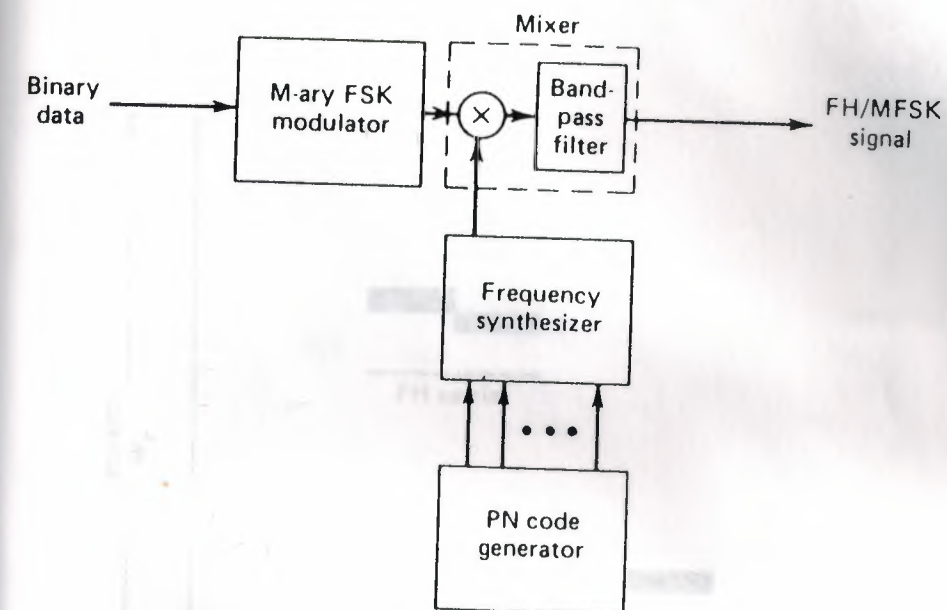 Mixer
Binary
data
M-ary FSK
modulator
×
Band-
pass
filter
FH/MFSK
signal
Frequency
synthesizer
• • •
PN code
generator